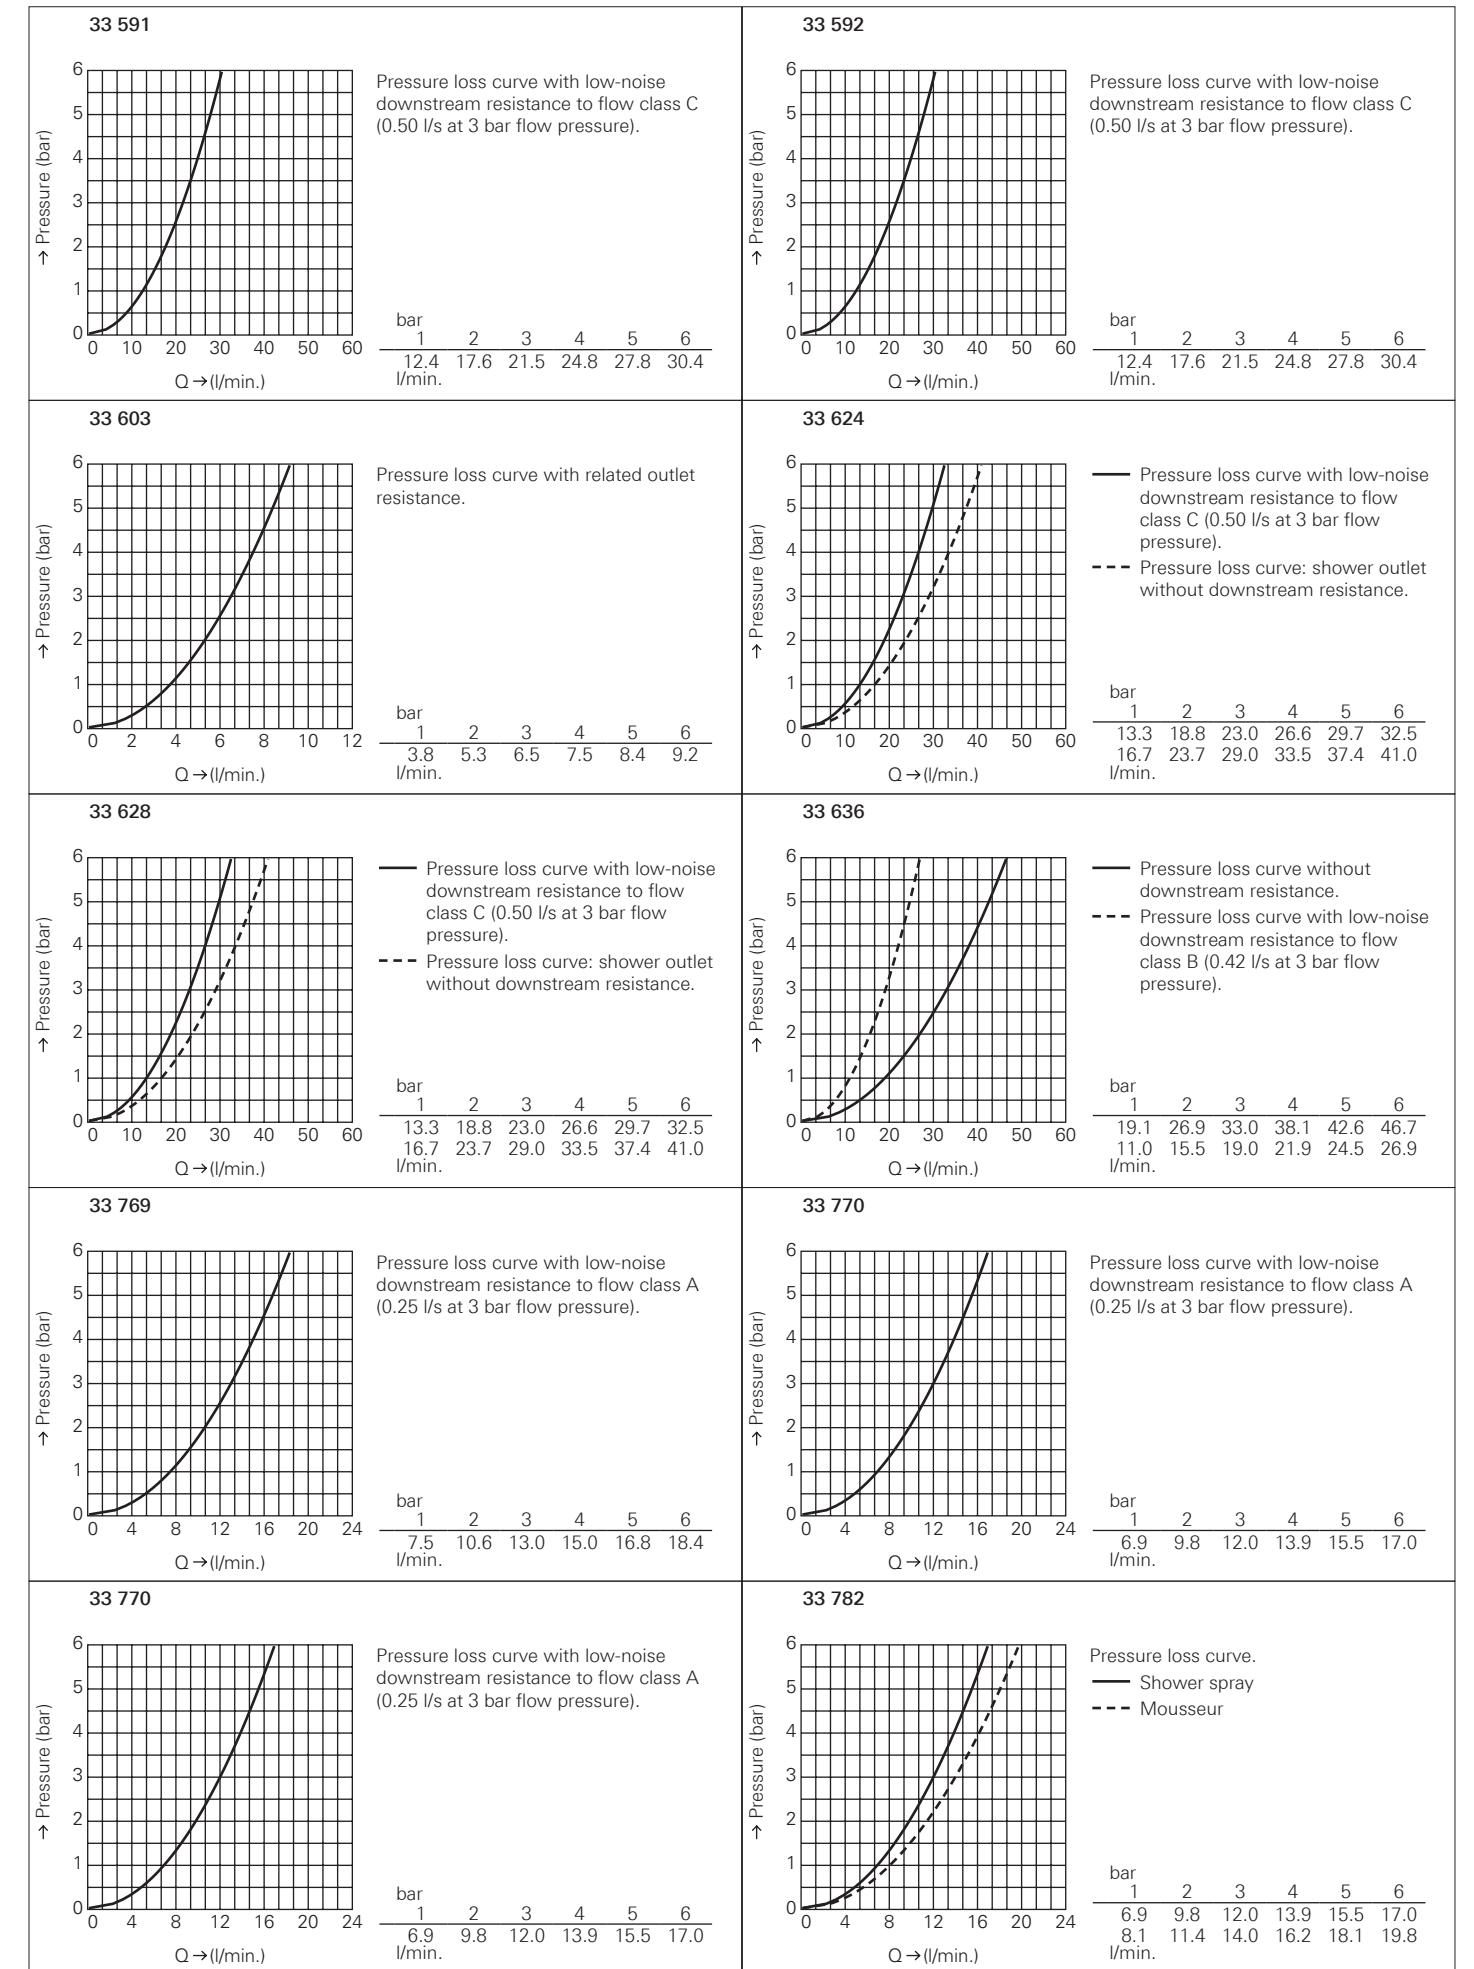 33 591
6
5
4
3
2
1
0
→ Pressure (bar)
0 10 20 30 40 50 60
Q → (l/min.)
Pressure loss curve with low-noise
downstream resistance to flow class C
(0.50 l/s at 3 bar flow pressure).
bar
1 2 3 4 5 6
12.4 17.6 21.5 24.8 27.8 30.4
l/min.
33 592
6
5
4
3
2
1
0
→ Pressure (bar)
0 10 20 30 40 50 60
Q → (l/min.)
Pressure loss curve with low-noise
downstream resistance to flow class C
(0.50 l/s at 3 bar flow pressure).
bar
1 2 3 4 5 6
12.4 17.6 21.5 24.8 27.8 30.4
l/min.
33 603
6
5
4
3
2
1
0
→ Pressure (bar)
0 2 4 6 8 10 12
Q → (l/min.)
Pressure loss curve with related outlet
resistance.
bar
1 2 3 4 5 6
3.8 5.3 6.5 7.5 8.4 9.2
l/min.
33 624
6
5
4
3
2
1
0
→ Pressure (bar)
0 10 20 30 40 50 60
Q → (l/min.)
Pressure loss curve with low-noise
downstream resistance to flow
class C (0.50 l/s at 3 bar flow
pressure).
Pressure loss curve: shower outlet
without downstream resistance.
bar
1 2 3 4 5 6
13.3 18.8 23.0 26.6 29.7 32.5
16.7 23.7 29.0 33.5 37.4 41.0
l/min.
33 628
6
5
4
3
2
1
0
→ Pressure (bar)
0 10 20 30 40 50 60
Q → (l/min.)
Pressure loss curve with low-noise
downstream resistance to flow
class C (0.50 l/s at 3 bar flow
pressure).
Pressure loss curve: shower outlet
without downstream resistance.
bar
1 2 3 4 5 6
13.3 18.8 23.0 26.6 29.7 32.5
16.7 23.7 29.0 33.5 37.4 41.0
l/min.
33 636
6
5
4
3
2
1
0
→ Pressure (bar)
0 10 20 30 40 50 60
Q → (l/min.)
Pressure loss curve without
downstream resistance.
Pressure loss curve with low-noise
downstream resistance to flow
class B (0.42 l/s at 3 bar flow
pressure).
bar
1 2 3 4 5 6
19.1 26.9 33.0 38.1 42.6 46.7
11.0 15.5 19.0 21.9 24.5 26.9
l/min.
33 769
6
5
4
3
2
1
0
→ Pressure (bar)
0 4 8 12 16 20 24
Q → (l/min.)
Pressure loss curve with low-noise
downstream resistance to flow class A
(0.25 l/s at 3 bar flow pressure).
bar
1 2 3 4 5 6
7.5 10.6 13.0 15.0 16.8 18.4
l/min.
33 770
6
5
4
3
2
1
0
→ Pressure (bar)
0 4 8 12 16 20 24
Q → (l/min.)
Pressure loss curve with low-noise
downstream resistance to flow class A
(0.25 l/s at 3 bar flow pressure).
bar
1 2 3 4 5 6
6.9 9.8 12.0 13.9 15.5 17.0
l/min.
33 770
6
5
4
3
2
1
0
→ Pressure (bar)
0 4 8 12 16 20 24
Q → (l/min.)
Pressure loss curve with low-noise
downstream resistance to flow class A
(0.25 l/s at 3 bar flow pressure).
bar
1 2 3 4 5 6
6.9 9.8 12.0 13.9 15.5 17.0
l/min.
33 782
6
5
4
3
2
1
0
→ Pressure (bar)
0 4 8 12 16 20 24
Q → (l/min.)
Pressure loss curve.
Shower spray
Mousseur
bar
1 2 3 4 5 6
6.9 9.8 12.0 13.9 15.5 17.0
8.1 11.4 14.0 16.2 18.1 19.8
l/min.